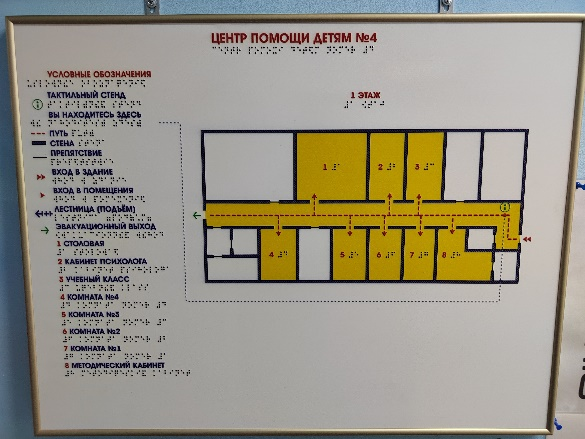 ЦЕНТР ПОМОЩИ ДЕТЯМ №4
УСЛОВНЫЕ ОБОЗНАЧЕНИЯ
ТАКТИЛЬНЫЙ СТЕНД
ВЫ НАХОДИТЕСЬ ЗДЕСЬ
ПУТЬ
СТЕНА
ПРЕПЯТСТВИЕ
ВХОД В ЗДАНИЕ
ВХОД В ПОМЕЩЕНИЯ
ЛЕСТНИЦА (ПОДЪЁМ)
ЭВАКУАЦИОННЫЙ ВЫХОД
1 СТОЛОВАЯ
2 КАБИНЕТ ПСИХОЛОГА
3 УЧЕБНЫЙ КЛАСС
4 КОМНАТА №4
5 КОМНАТА №3
6 КОМНАТА №2
7 КОМНАТА №1
8 МЕТОДИЧЕСКИЙ КАБИНЕТ
1 ЭТАЖ
1
2
3
4
5
6
7
8